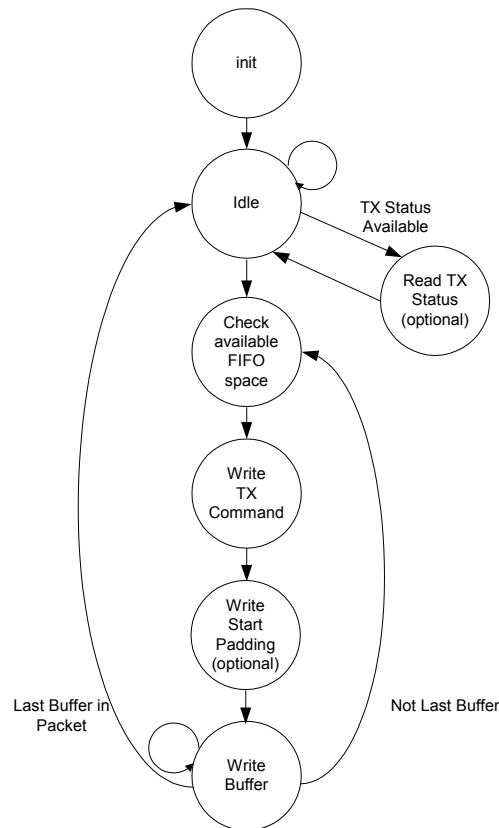 init
Idle
TX Status
Available
Read TX
Status
(optional)
Check
available
FIFO
space
Write
TX
Command
Write
Start
Padding
(optional)
Last Buffer in
Packet
Not Last Buffer
Write
Buffer